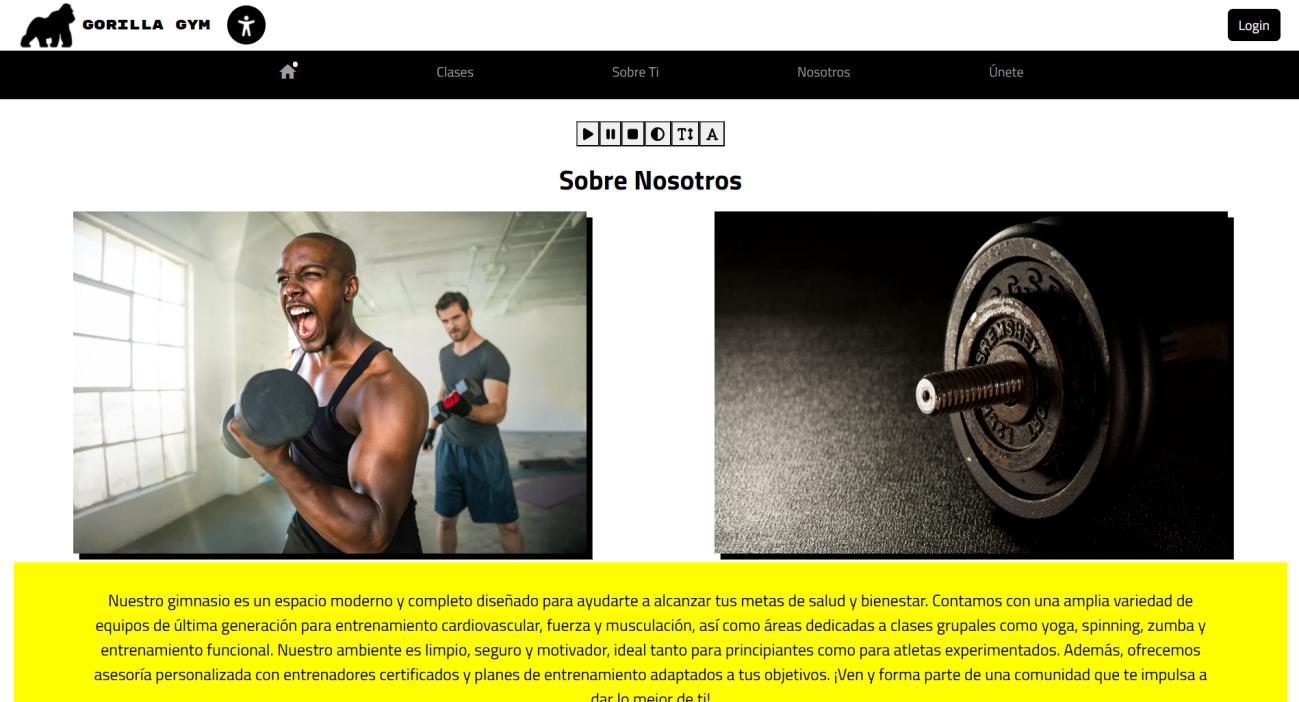 GORILLA GYM
Login
Clases
Sobre Ti
Nosotros
Únete
A
Sobre Nosotros
Nuestro gimnasio es un espacio moderno y completo diseñado para ayudarte a alcanzar tus metas de salud y bienestar. Contamos con una amplia variedad de
equipos de última generación para entrenamiento cardiovascular, fuerza y musculación, así como áreas dedicadas a clases grupales como yoga, spinning, zumba y
entrenamiento funcional. Nuestro ambiente es limpio, seguro y motivador, ideal tanto para principiantes como para atletas experimentados. Además, ofrecemos
asesoría personalizada con entrenadores certificados y planes de entrenamiento adaptados a tus objetivos. ¡Ven y forma parte de una comunidad que te impulsa a
dar lo mejor de ti!